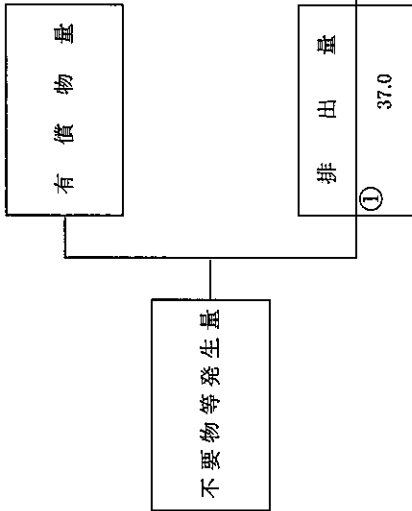 不要物等発生量
有償物量
排出量
①
37.0